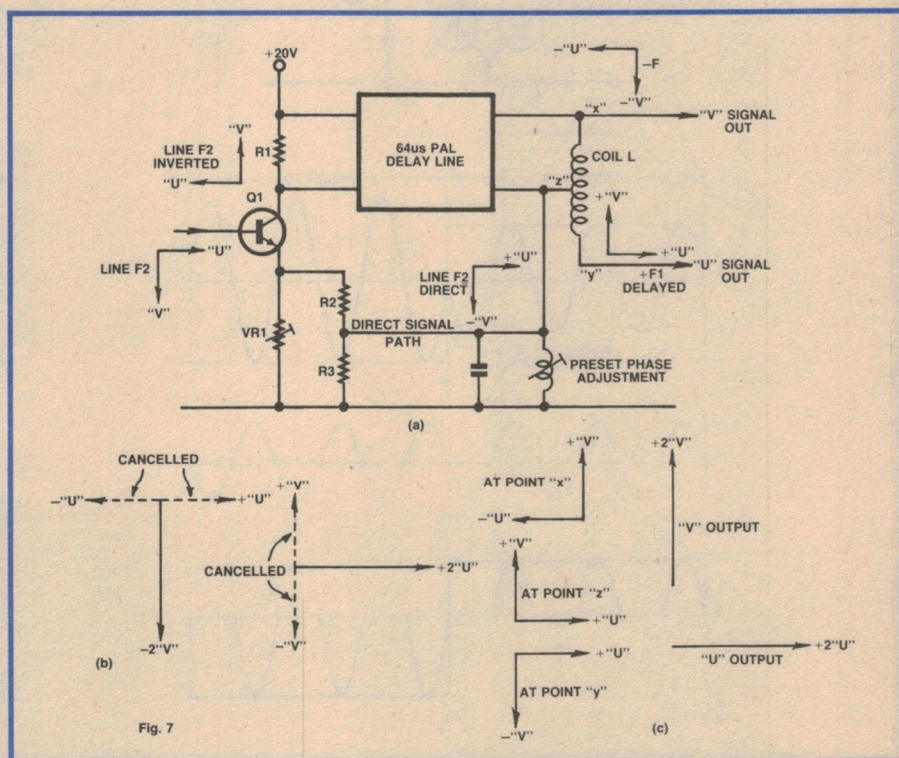 +20V
R1
LINE F2
INVERTED
"V"
"U"
Q1
LINE F2
"U"
"V"
VR1
R2
R3
64us PAL
DELAY LINE
DIRECT SIGNAL
PATH
LINE F2
DIRECT
+"U"
–"V"
–"U"
–F
–"V"
"x"
"V" SIGNAL
OUT
COIL L
"z"
+"V"
+"U"
"y"
+F1
DELAYED
"U" SIGNAL
OUT
PRESET PHASE
ADJUSTMENT
(a)
CANCELLED
–"U"
+"U"
–2"V"
(b)
+"V"
CANCELLED
+2"U"
–"V"
+"V"
AT POINT "x"
–"U"
+"V"
AT POINT "z"
+"U"
+"U"
AT POINT "y"
–"V"
+2"V"
"V" OUTPUT
+2"U"
"U" OUTPUT
(c)
Fig. 7